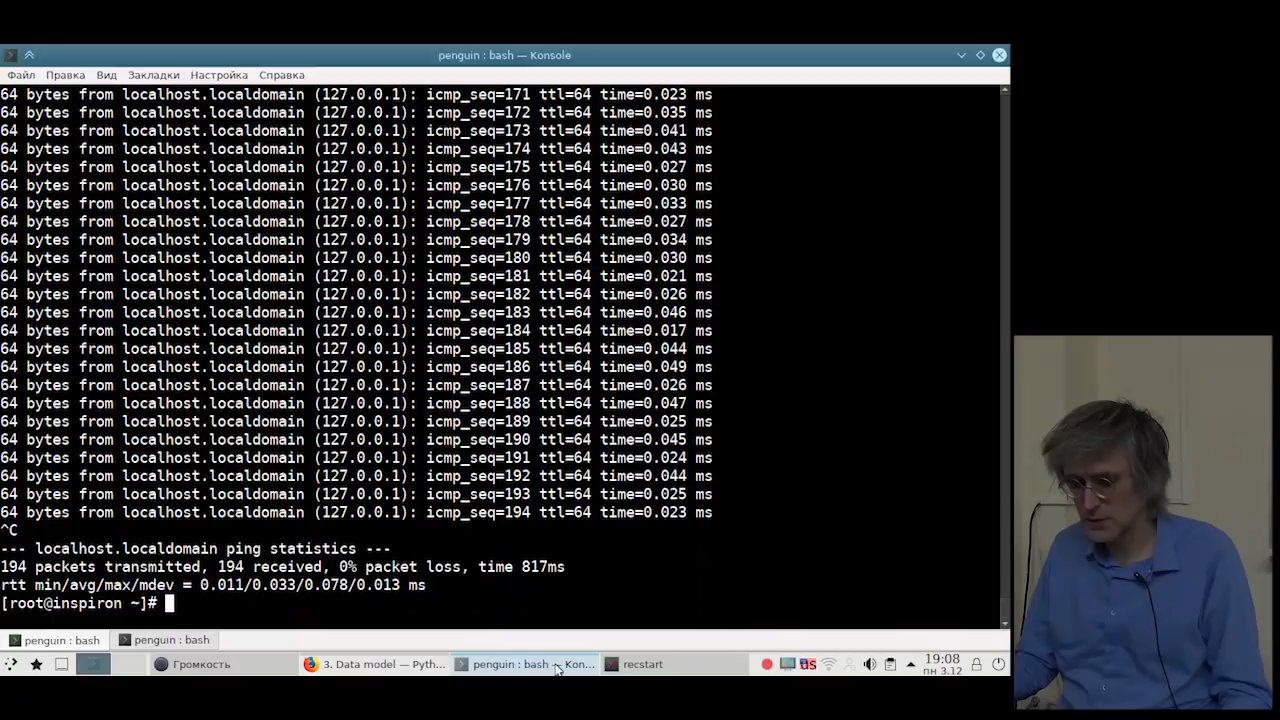 penguin : bash — Konsole
Файл Правка Вид Закладки Настройка Справка
64 bytes from localhost.localdomain (127.0.0.1): icmp_seq=171 ttl=64 time=0.023 ms
64 bytes from localhost.localdomain (127.0.0.1): icmp_seq=172 ttl=64 time=0.035 ms
64 bytes from localhost.localdomain (127.0.0.1): icmp_seq=173 ttl=64 time=0.041 ms
64 bytes from localhost.localdomain (127.0.0.1): icmp_seq=174 ttl=64 time=0.043 ms
64 bytes from localhost.localdomain (127.0.0.1): icmp_seq=175 ttl=64 time=0.027 ms
64 bytes from localhost.localdomain (127.0.0.1): icmp_seq=176 ttl=64 time=0.030 ms
64 bytes from localhost.localdomain (127.0.0.1): icmp_seq=177 ttl=64 time=0.033 ms
64 bytes from localhost.localdomain (127.0.0.1): icmp_seq=178 ttl=64 time=0.027 ms
64 bytes from localhost.localdomain (127.0.0.1): icmp_seq=179 ttl=64 time=0.034 ms
64 bytes from localhost.localdomain (127.0.0.1): icmp_seq=180 ttl=64 time=0.030 ms
64 bytes from localhost.localdomain (127.0.0.1): icmp_seq=181 ttl=64 time=0.021 ms
64 bytes from localhost.localdomain (127.0.0.1): icmp_seq=182 ttl=64 time=0.026 ms
64 bytes from localhost.localdomain (127.0.0.1): icmp_seq=183 ttl=64 time=0.046 ms
64 bytes from localhost.localdomain (127.0.0.1): icmp_seq=184 ttl=64 time=0.017 ms
64 bytes from localhost.localdomain (127.0.0.1): icmp_seq=185 ttl=64 time=0.044 ms
64 bytes from localhost.localdomain (127.0.0.1): icmp_seq=186 ttl=64 time=0.049 ms
64 bytes from localhost.localdomain (127.0.0.1): icmp_seq=187 ttl=64 time=0.026 ms
64 bytes from localhost.localdomain (127.0.0.1): icmp_seq=188 ttl=64 time=0.047 ms
64 bytes from localhost.localdomain (127.0.0.1): icmp_seq=189 ttl=64 time=0.025 ms
64 bytes from localhost.localdomain (127.0.0.1): icmp_seq=190 ttl=64 time=0.045 ms
64 bytes from localhost.localdomain (127.0.0.1): icmp_seq=191 ttl=64 time=0.024 ms
64 bytes from localhost.localdomain (127.0.0.1): icmp_seq=192 ttl=64 time=0.044 ms
64 bytes from localhost.localdomain (127.0.0.1): icmp_seq=193 ttl=64 time=0.025 ms
64 bytes from localhost.localdomain (127.0.0.1): icmp_seq=194 ttl=64 time=0.023 ms
^C
--- localhost.localdomain ping statistics ---
194 packets transmitted, 194 received, 0% packet loss, time 817ms
rtt min/avg/max/mdev = 0.011/0.033/0.078/0.013 ms
[root@inspiron ~]#
penguin : bash penguin : bash
Громкость 3. Data model — Pyth... penguin : bash — Kon... recstart us 19:08
пн 3.12